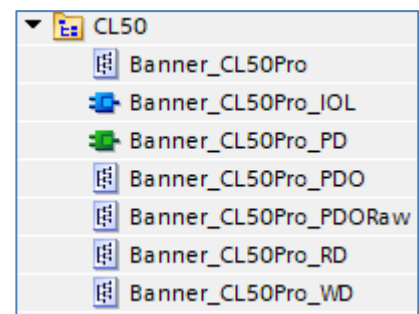 CL50
Banner_CL50Pro
Banner_CL50Pro_IOL
Banner_CL50Pro_PD
Banner_CL50Pro_PDO
Banner_CL50Pro_PDORaw
Banner_CL50Pro_RD
Banner_CL50Pro_WD